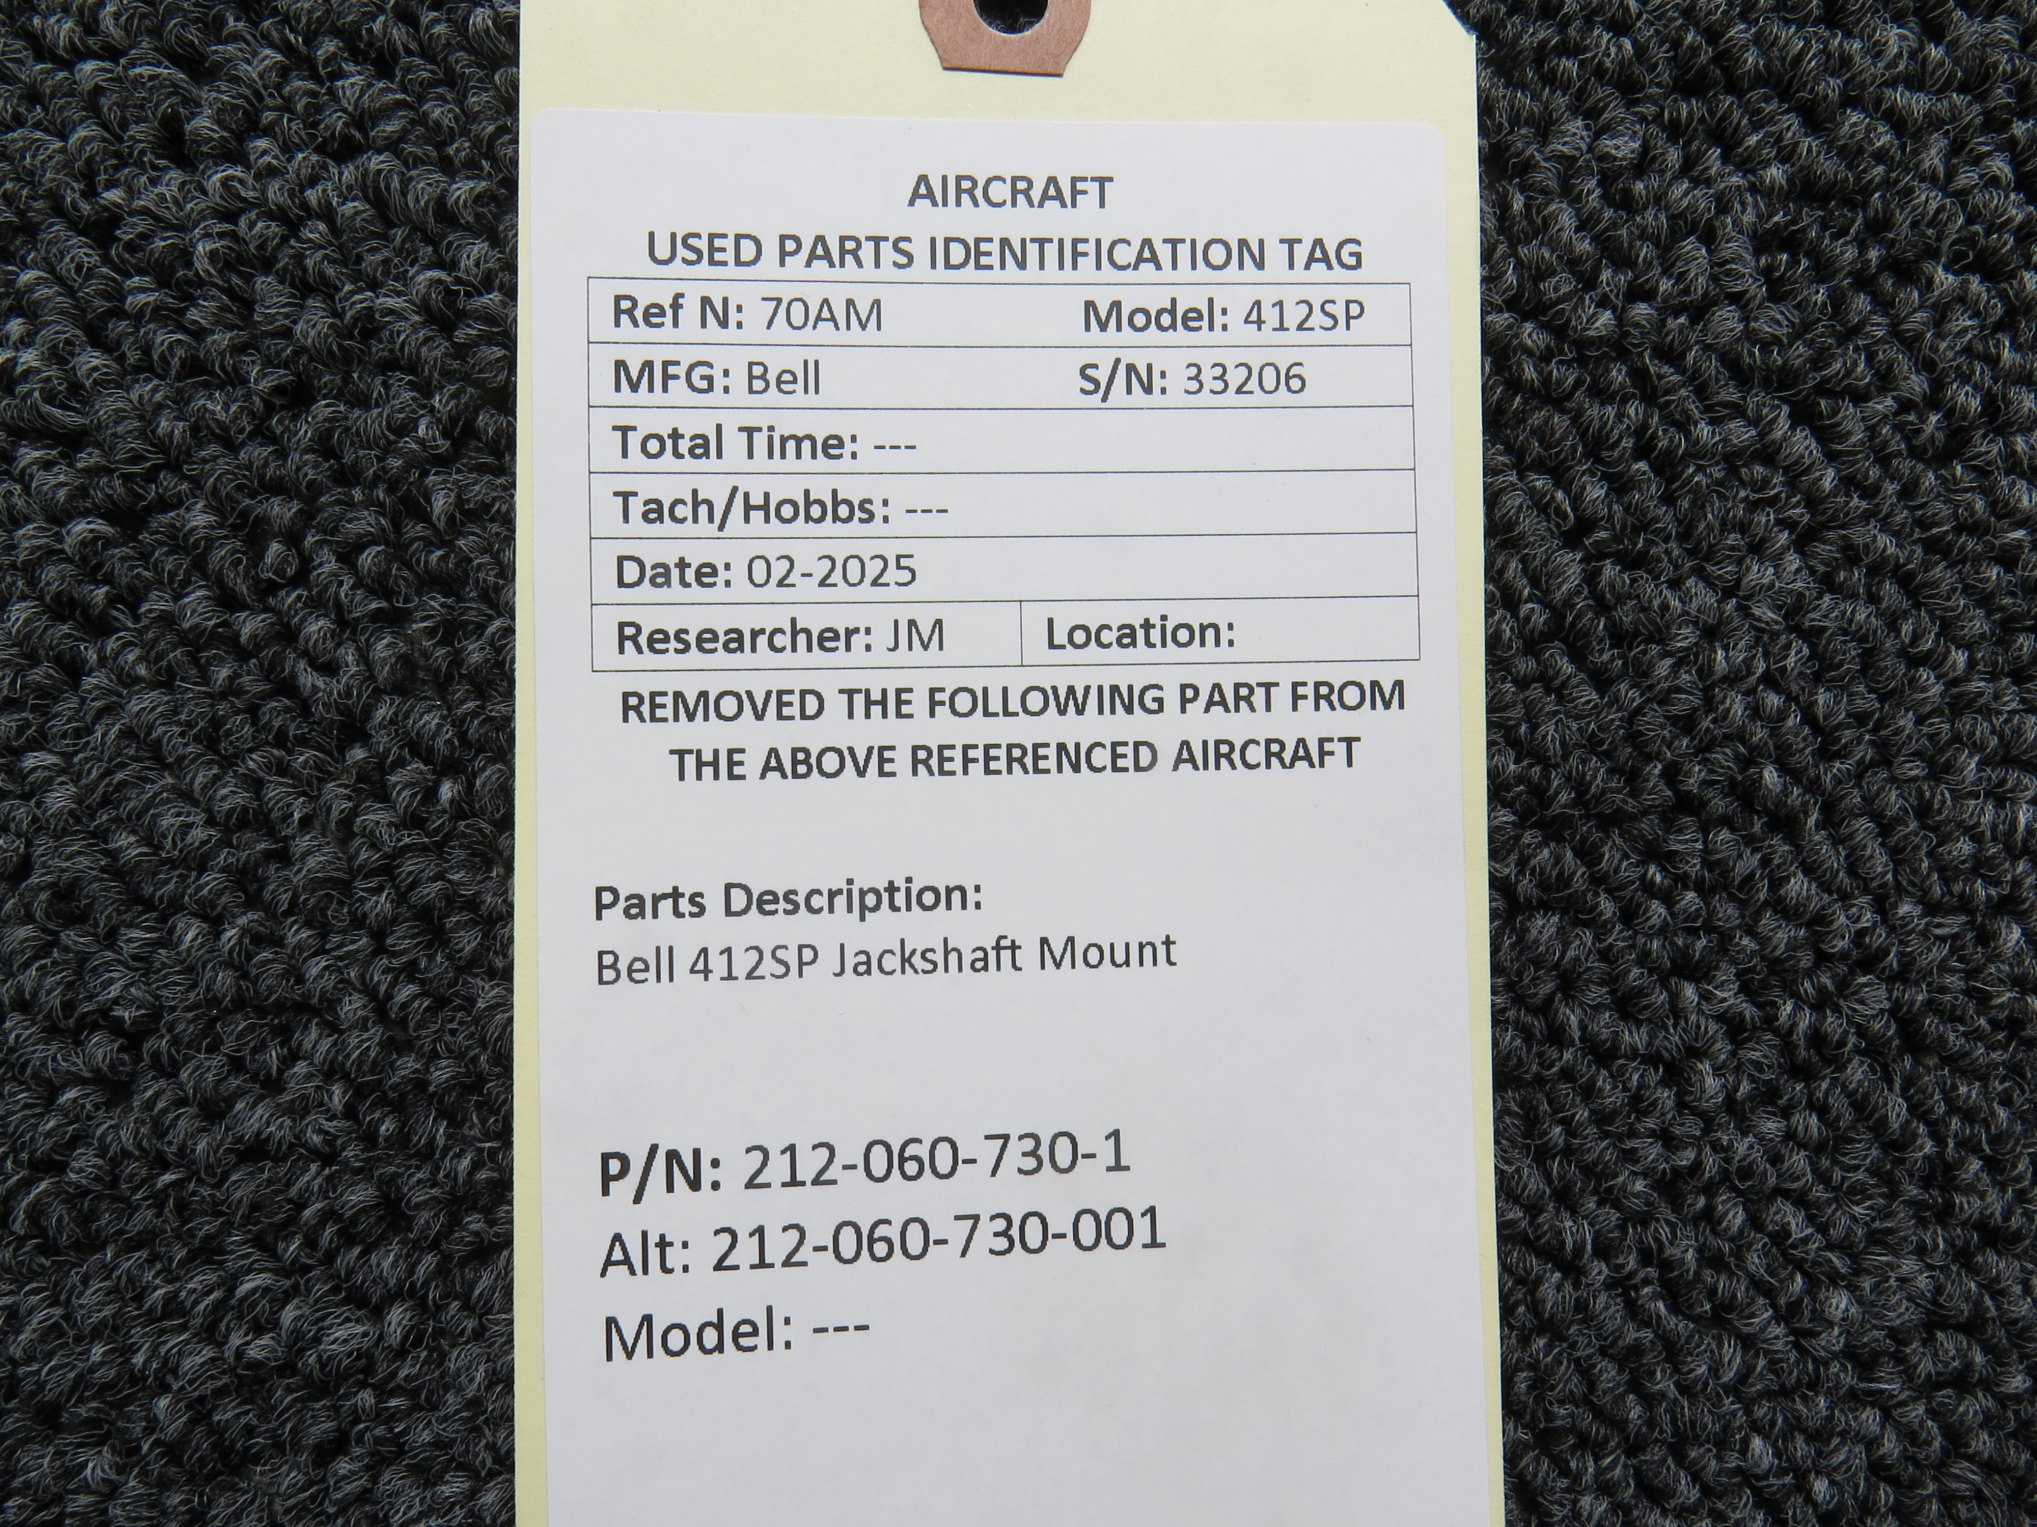 AIRCRAFT
USED PARTS IDENTIFICATION TAG
Ref N: 70AM Model: 412SP
MFG: Bell S/N: 33206
Total Time: ---
Tach/Hobbs: ---
Date: 02-2025
Researcher: JM Location:
REMOVED THE FOLLOWING PART FROM
THE ABOVE REFERENCED AIRCRAFT
Parts Description:
Bell 412SP Jackshaft Mount
P/N: 212-060-730-1
Alt: 212-060-730-001
Model: ---